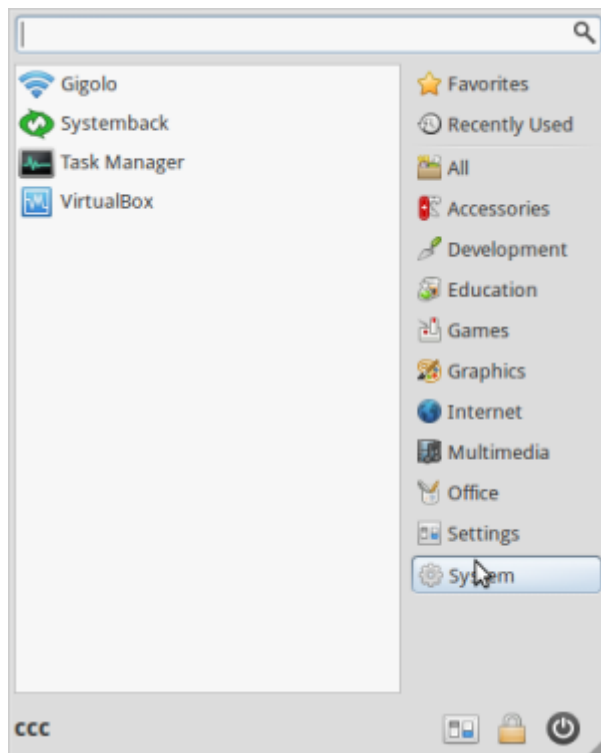 Gigolo
Systemback
Task Manager
VirtualBox
Favorites
Recently Used
All
Accessories
Development
Education
Games
Graphics
Internet
Multimedia
Office
Settings
System
ccc